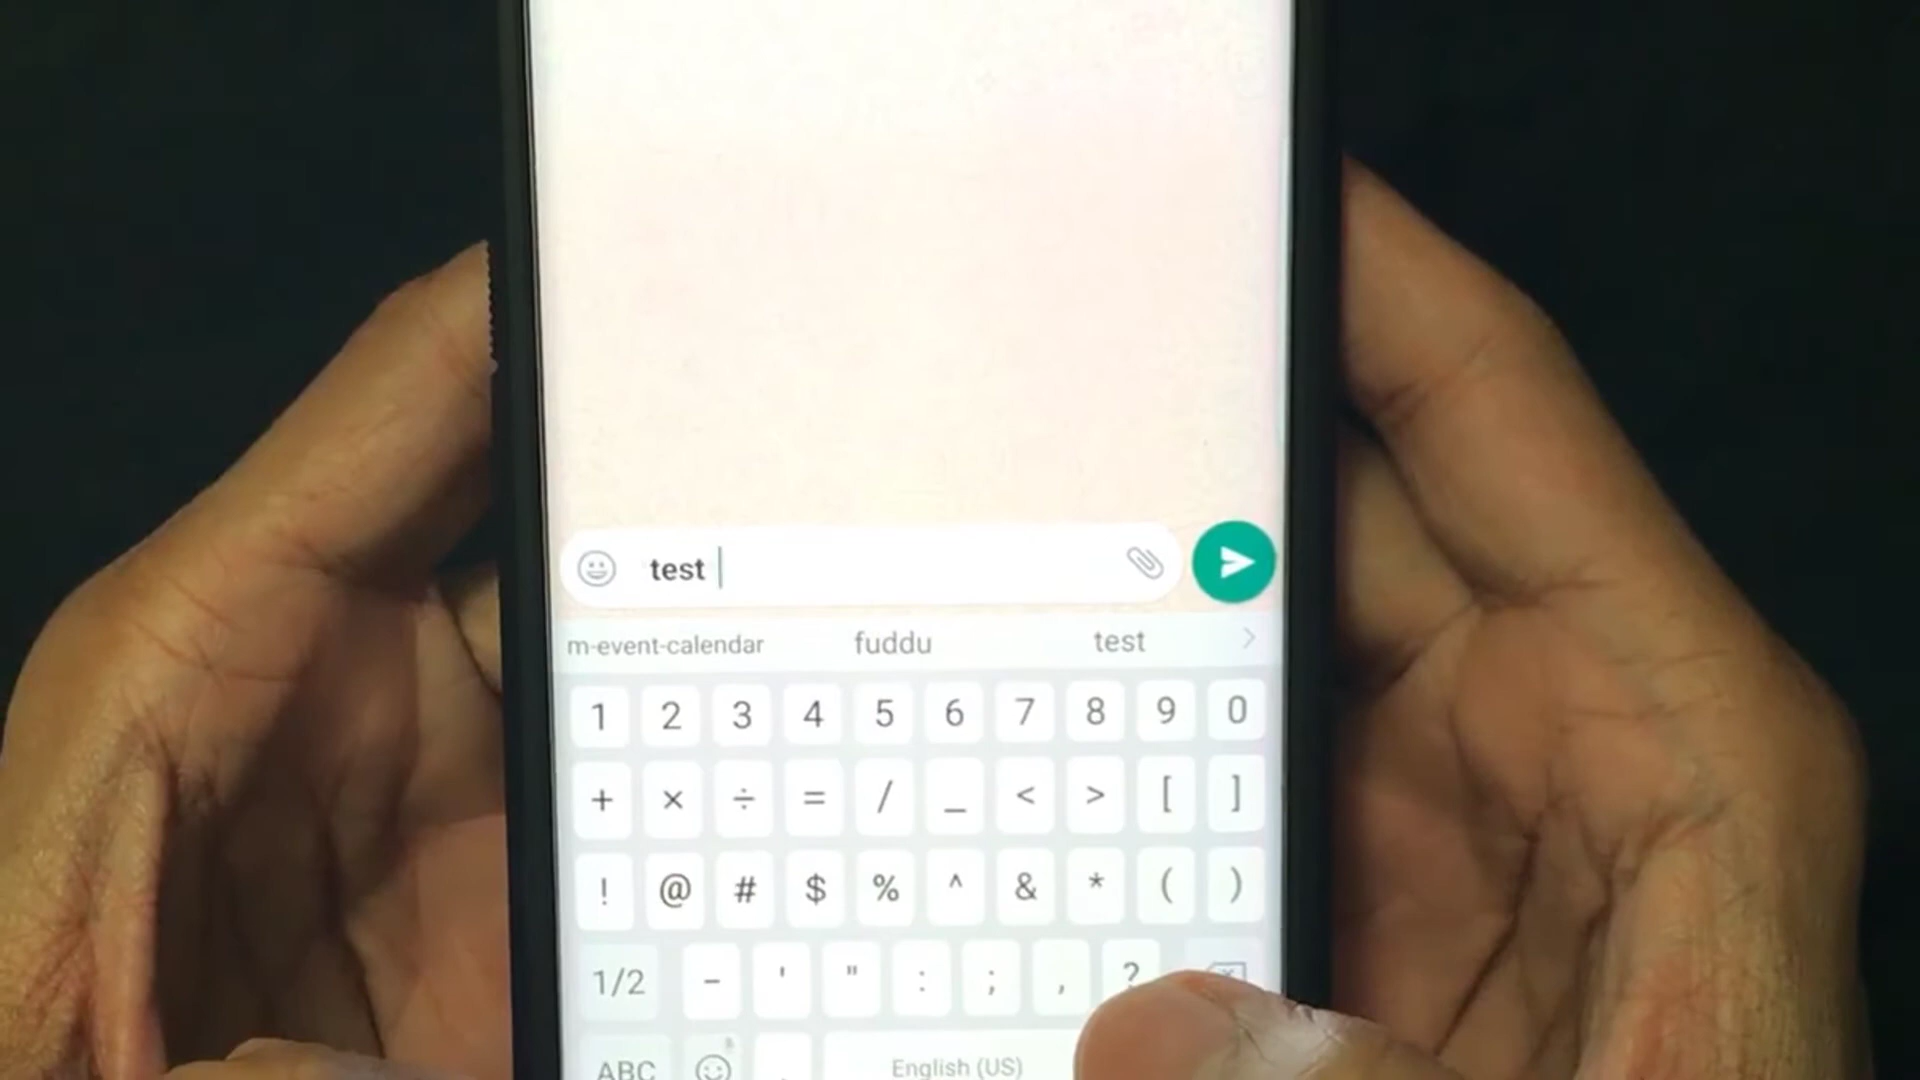 test
m-event-calendar fuddu test
1 2 3 4 5 6 7 8 9 0
+ × ÷ = / _ < > [ ]
! @ # $ % ^ & * ( )
1/2 - ' " : ; , ?
ABC English (US)